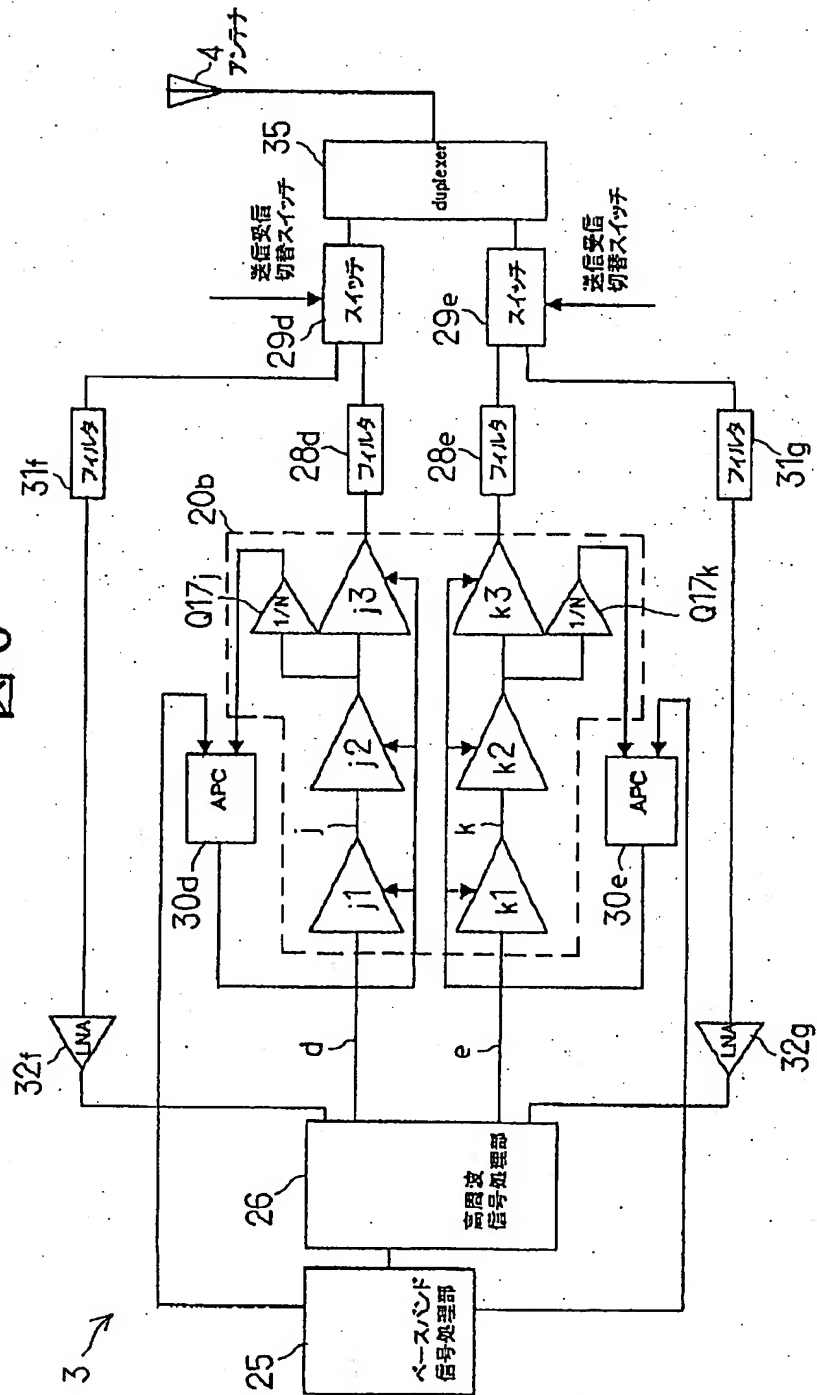 図
3
25
ベースバンド
信号処理部
26
高周波
信号処理部
32f
LNA
d
e
32g
LNA
30d
APC
j1
j
j2
j3
Q17j
1/N
20b
k1
k
k2
k3
Q17k
1/N
30e
APC
31f
フィルタ
28d
フィルタ
28e
フィルタ
31g
フィルタ
送信受信
切替スイッチ
29d
スイッチ
29e
スイッチ
送信受信
切替スイッチ
35
duplexer
4
アンテナ